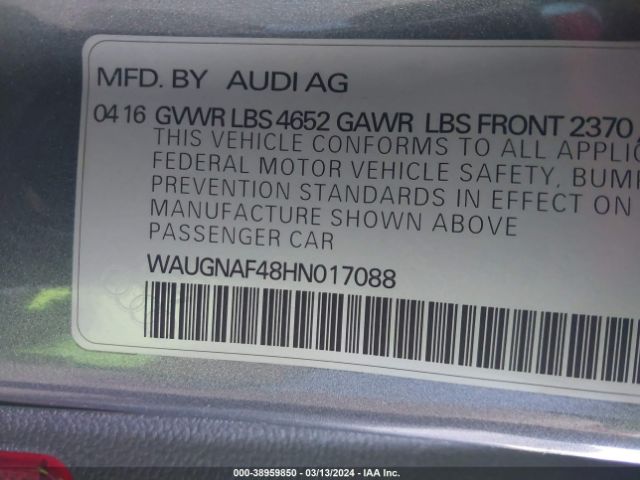 MFD. BY AUDI AG
04 16 GVWR LBS 4652 GAWR LBS FRONT 2370
THIS VEHICLE CONFORMS TO ALL APPLIC
FEDERAL MOTOR VEHICLE SAFETY, BUMP
PREVENTION STANDARDS IN EFFECT ON
MANUFACTURE SHOWN ABOVE
PASSENGER CAR
WAUGNAF48HN017088
000-38959850 - 03/13/2024 - IAA Inc.